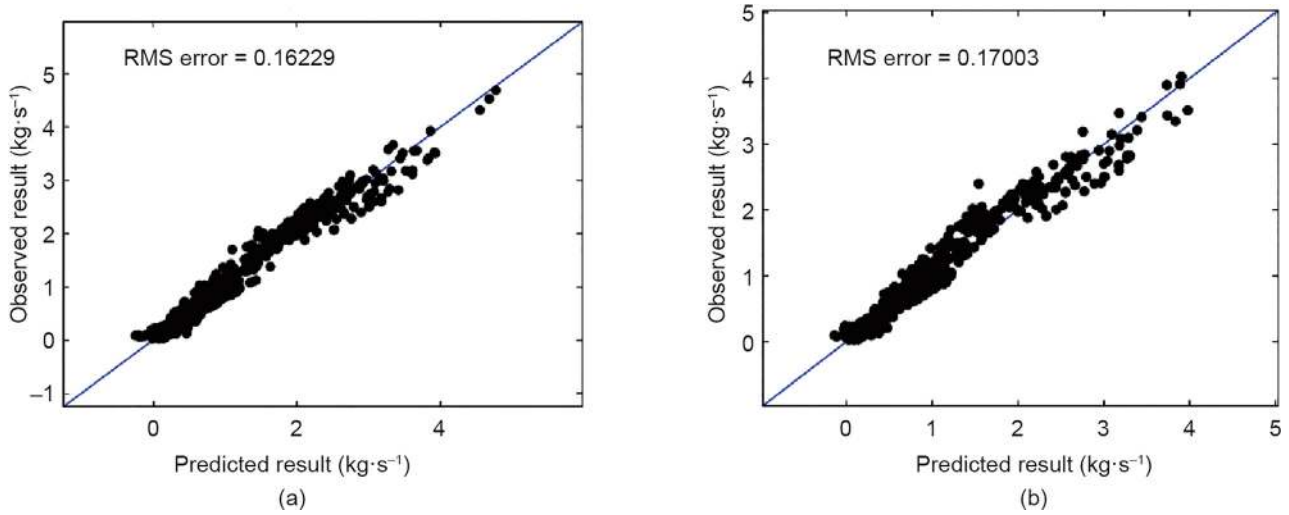 RMS error = 0.16229
5
4
3
2
1
0
–1
Observed result (kg·s⁻¹)
0 2 4
Predicted result (kg·s⁻¹)
(a)
RMS error = 0.17003
5
4
3
2
1
0
Observed result (kg·s⁻¹)
0 1 2 3 4 5
Predicted result (kg·s⁻¹)
(b)